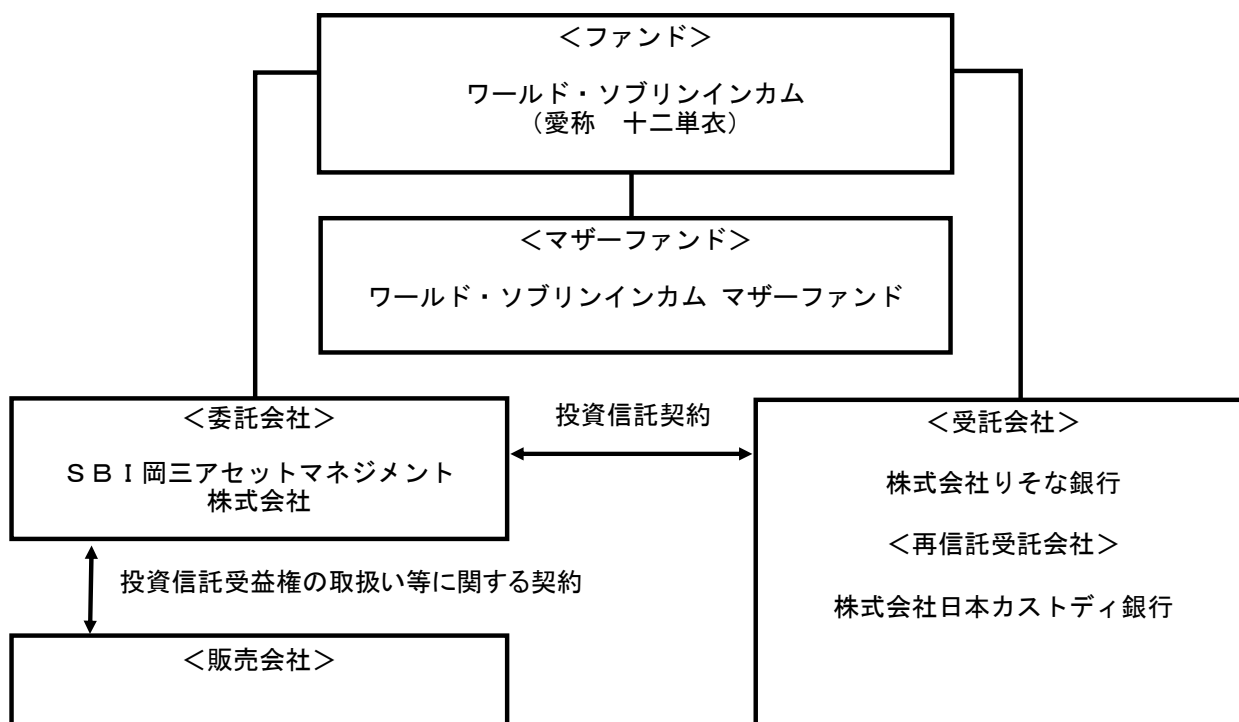 ＜ファンド＞
ワールド・ソブリンインカム
（愛称　十二単衣）
＜マザーファンド＞
ワールド・ソブリンインカム マザーファンド
＜委託会社＞
ＳＢＩ岡三アセットマネジメント
株式会社
投資信託契約
＜受託会社＞
株式会社りそな銀行
＜再信託受託会社＞
株式会社日本カストディ銀行
投資信託受益権の取扱い等に関する契約
＜販売会社＞